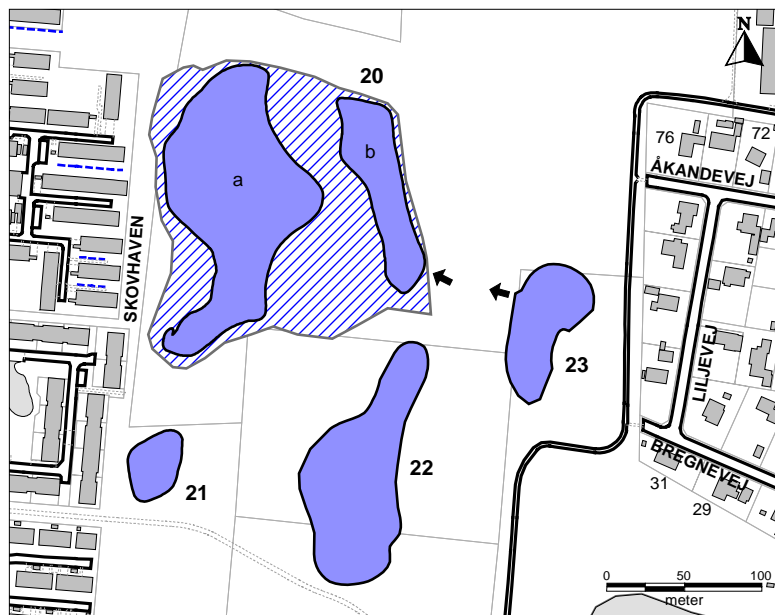 N
20
76
72
b
ÅKANDEVEJ
a
SKOVHAVEN
LILJEVEJ
23
BREGNEVEJ
22
21
31
29
0 50 100
meter